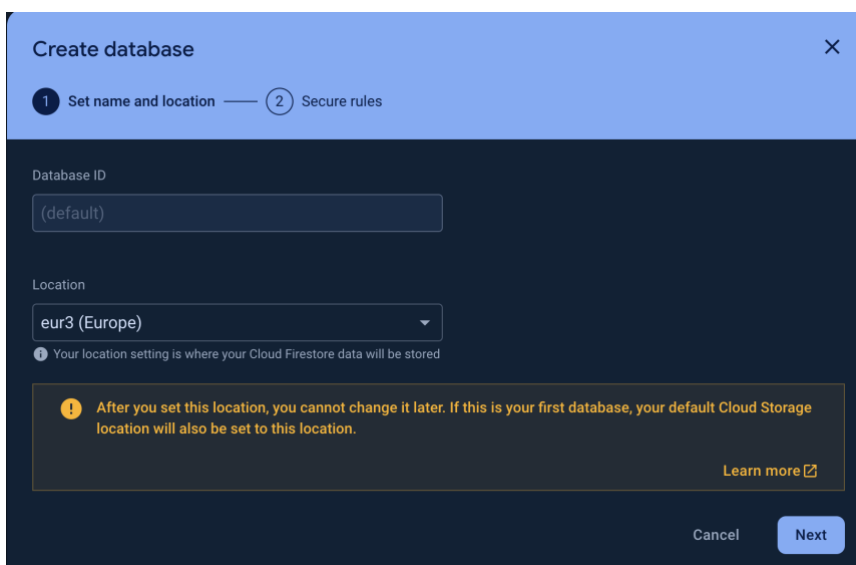 Create database
1 Set name and location 2 Secure rules
Database ID
(default)
Location
eur3 (Europe)
Your location setting is where your Cloud Firestore data will be stored
After you set this location, you cannot change it later. If this is your first database, your default Cloud Storage
location will also be set to this location.
Learn more
Cancel Next